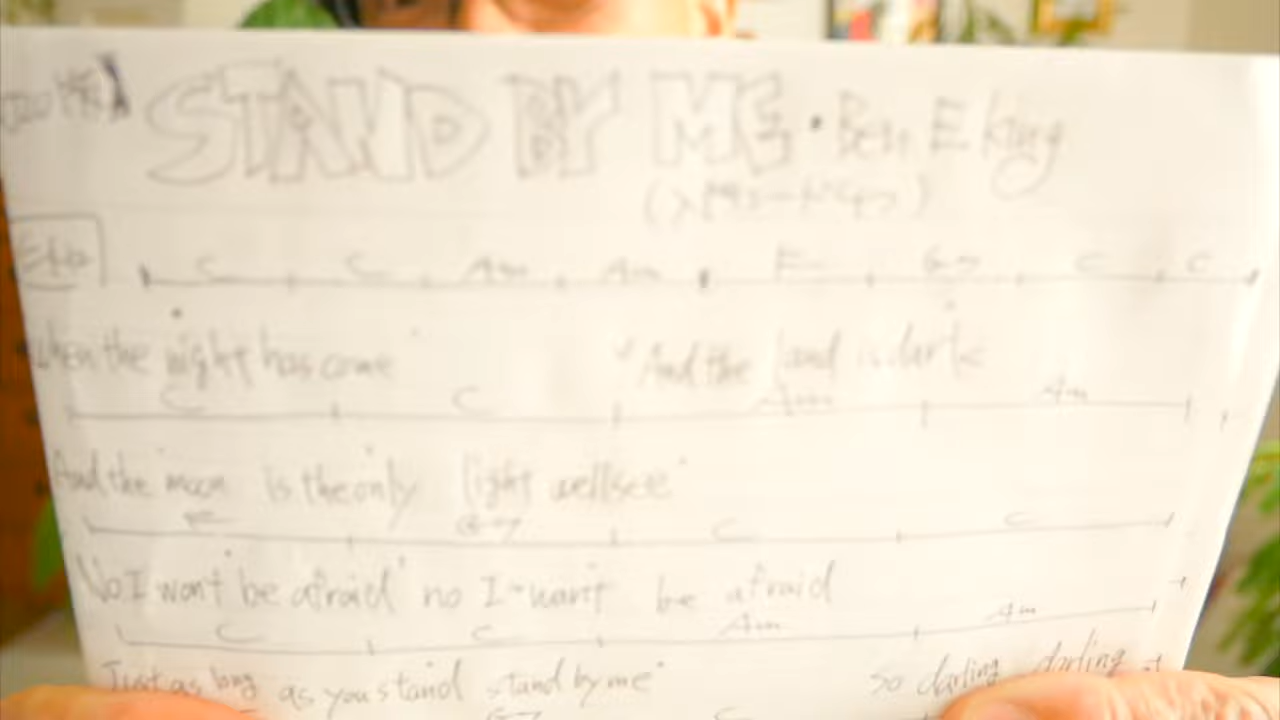 STAND BY ME • Ben E King
C C Am Am F G7 C C
When the night has come And the land is dark
C C Am Am
And the moon is the only light we'll see
F G7 C C
No I won't be afraid no I won't be afraid
C C Am Am
Just as long as you stand stand by me so darling darling
G7 C